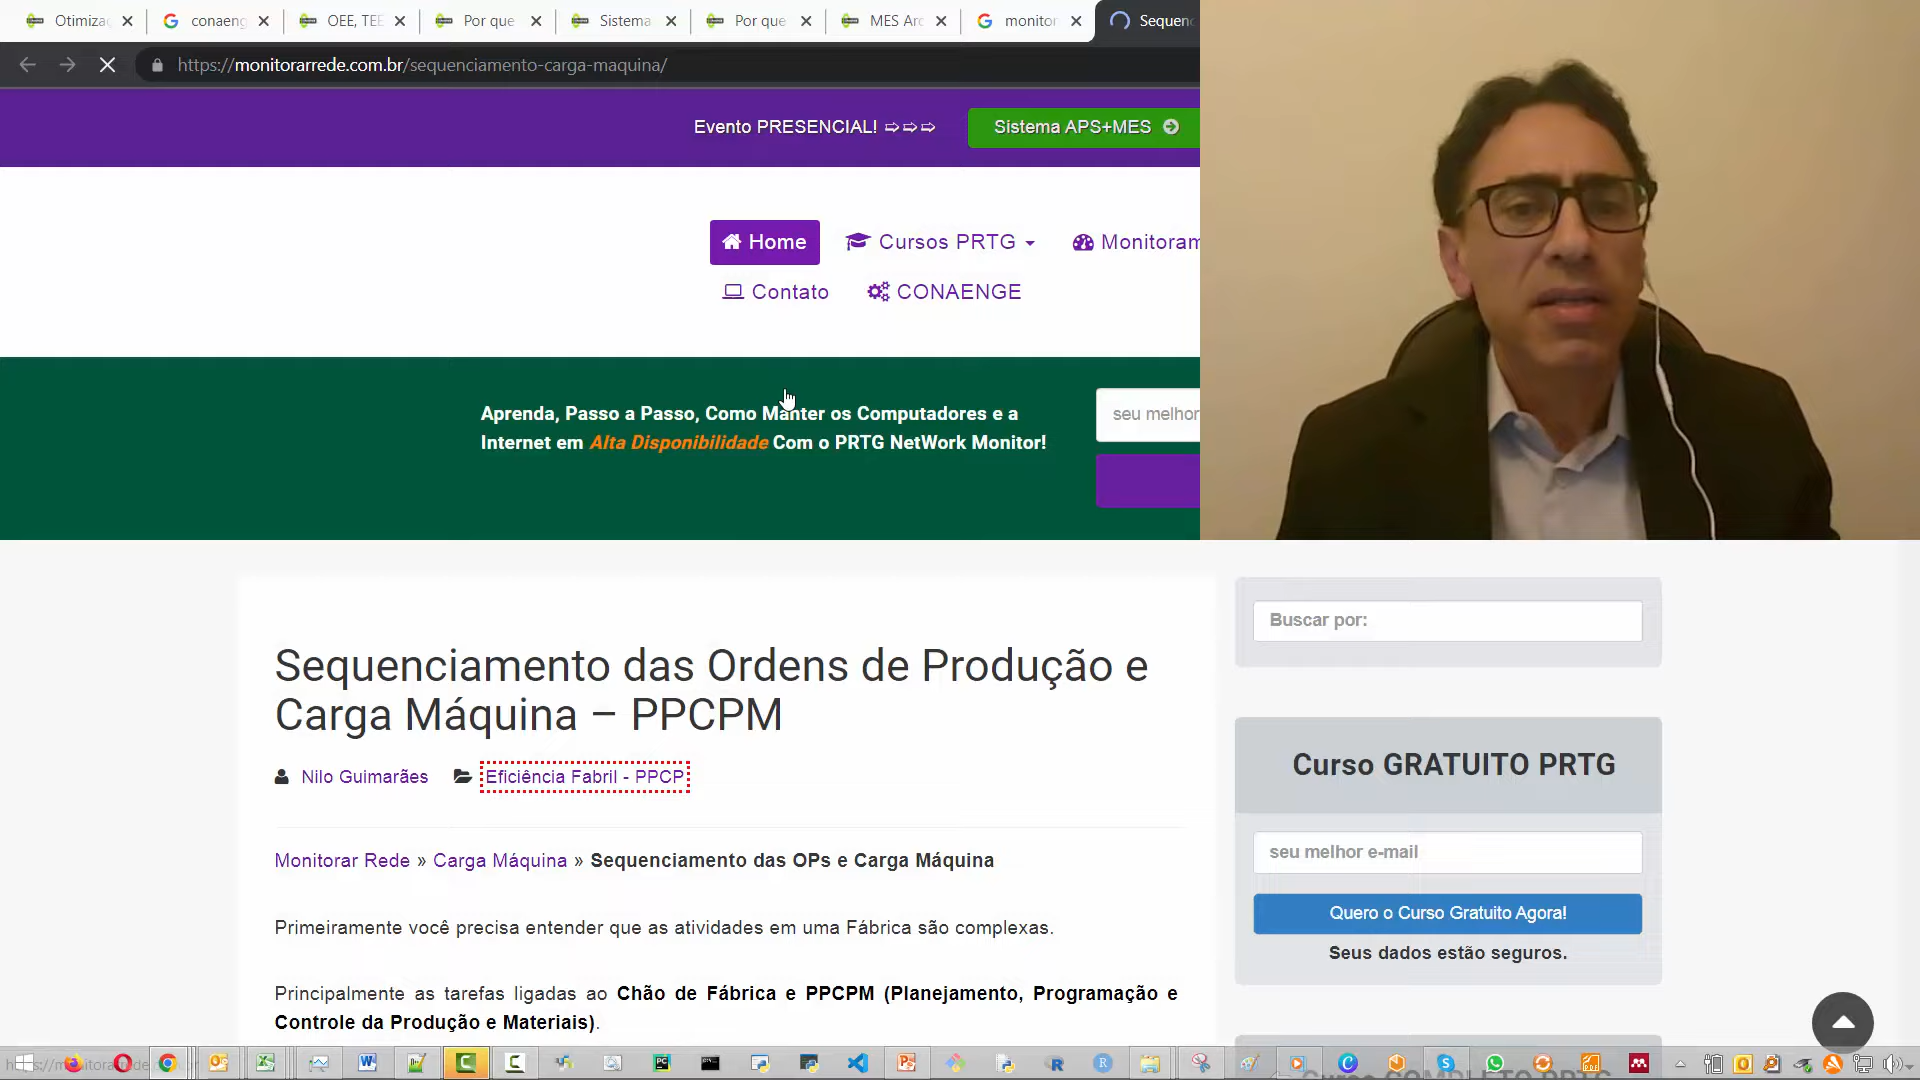 Otimizaç
conaeng
OEE, TEE
Por que
Sistema
Por que
MES Arq
monitor
Sequenc
https://monitorarrede.com.br/sequenciamento-carga-maquina/
Evento PRESENCIAL! ➩➩➩
Sistema APS+MES
Home
Cursos PRTG
Monitoram
Contato
CONAENGE
Aprenda, Passo a Passo, Como Manter os Computadores e a
Internet em Alta Disponibilidade Com o PRTG NetWork Monitor!
seu melhor
Sequenciamento das Ordens de Produção e
Carga Máquina – PPCPM
Nilo Guimarães
Eficiência Fabril - PPCP
Monitorar Rede » Carga Máquina » Sequenciamento das OPs e Carga Máquina
Primeiramente você precisa entender que as atividades em uma Fábrica são complexas.
Principalmente as tarefas ligadas ao Chão de Fábrica e PPCPM (Planejamento, Programação e
Controle da Produção e Materiais).
Buscar por:
Curso GRATUITO PRTG
seu melhor e-mail
Quero o Curso Gratuito Agora!
Seus dados estão seguros.